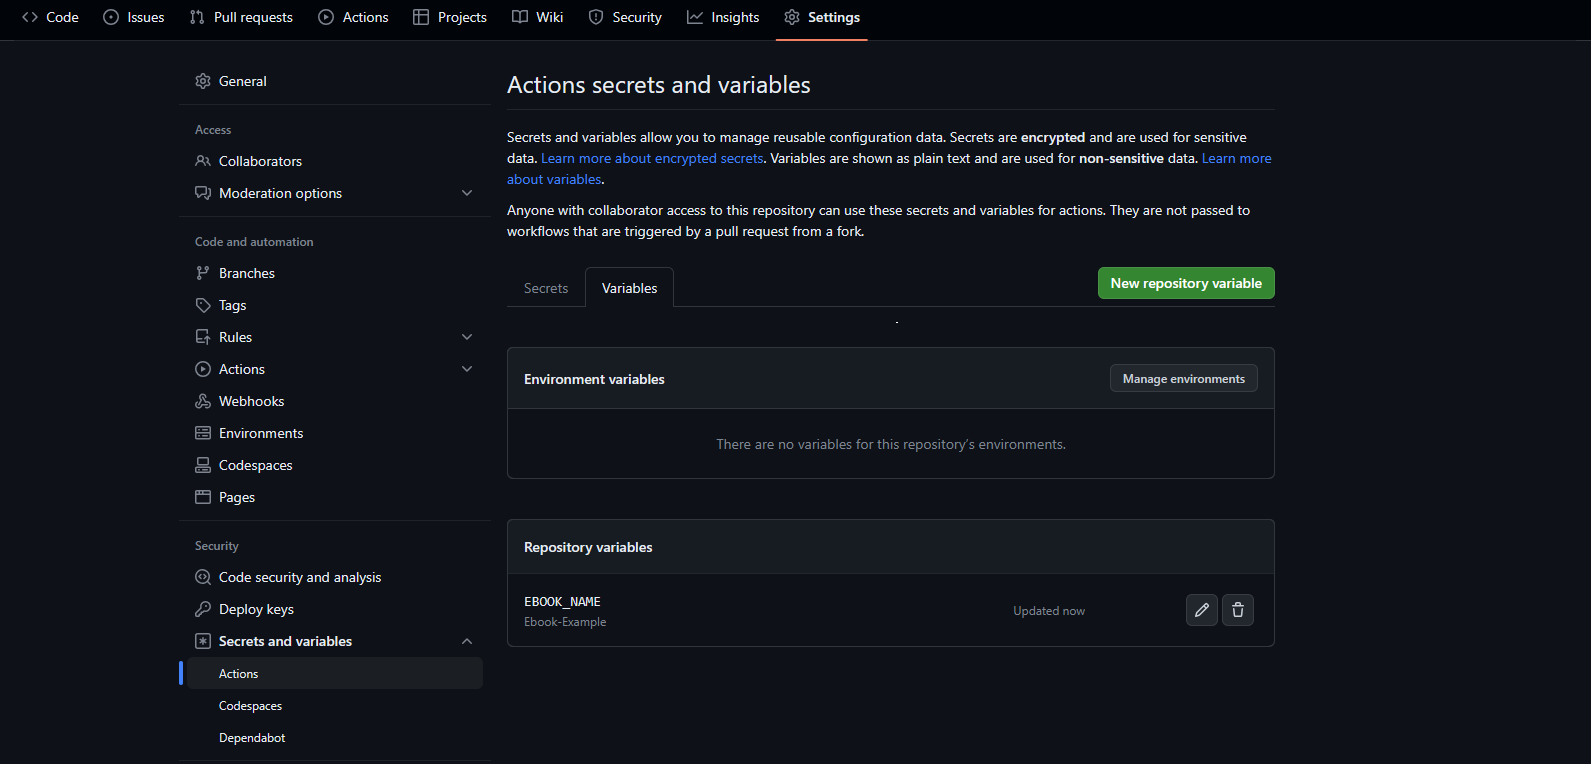 Code Issues Pull requests Actions Projects Wiki Security Insights Settings
General
Access
Collaborators
Moderation options
Code and automation
Branches
Tags
Rules
Actions
Webhooks
Environments
Codespaces
Pages
Security
Code security and analysis
Deploy keys
Secrets and variables
Actions
Codespaces
Dependabot
Actions secrets and variables
Secrets and variables allow you to manage reusable configuration data. Secrets are encrypted and are used for sensitive
data. Learn more about encrypted secrets. Variables are shown as plain text and are used for non-sensitive data. Learn more
about variables.
Anyone with collaborator access to this repository can use these secrets and variables for actions. They are not passed to
workflows that are triggered by a pull request from a fork.
Secrets Variables New repository variable
Environment variables Manage environments
There are no variables for this repository's environments.
Repository variables
EBOOK_NAME
Ebook-Example
Updated now